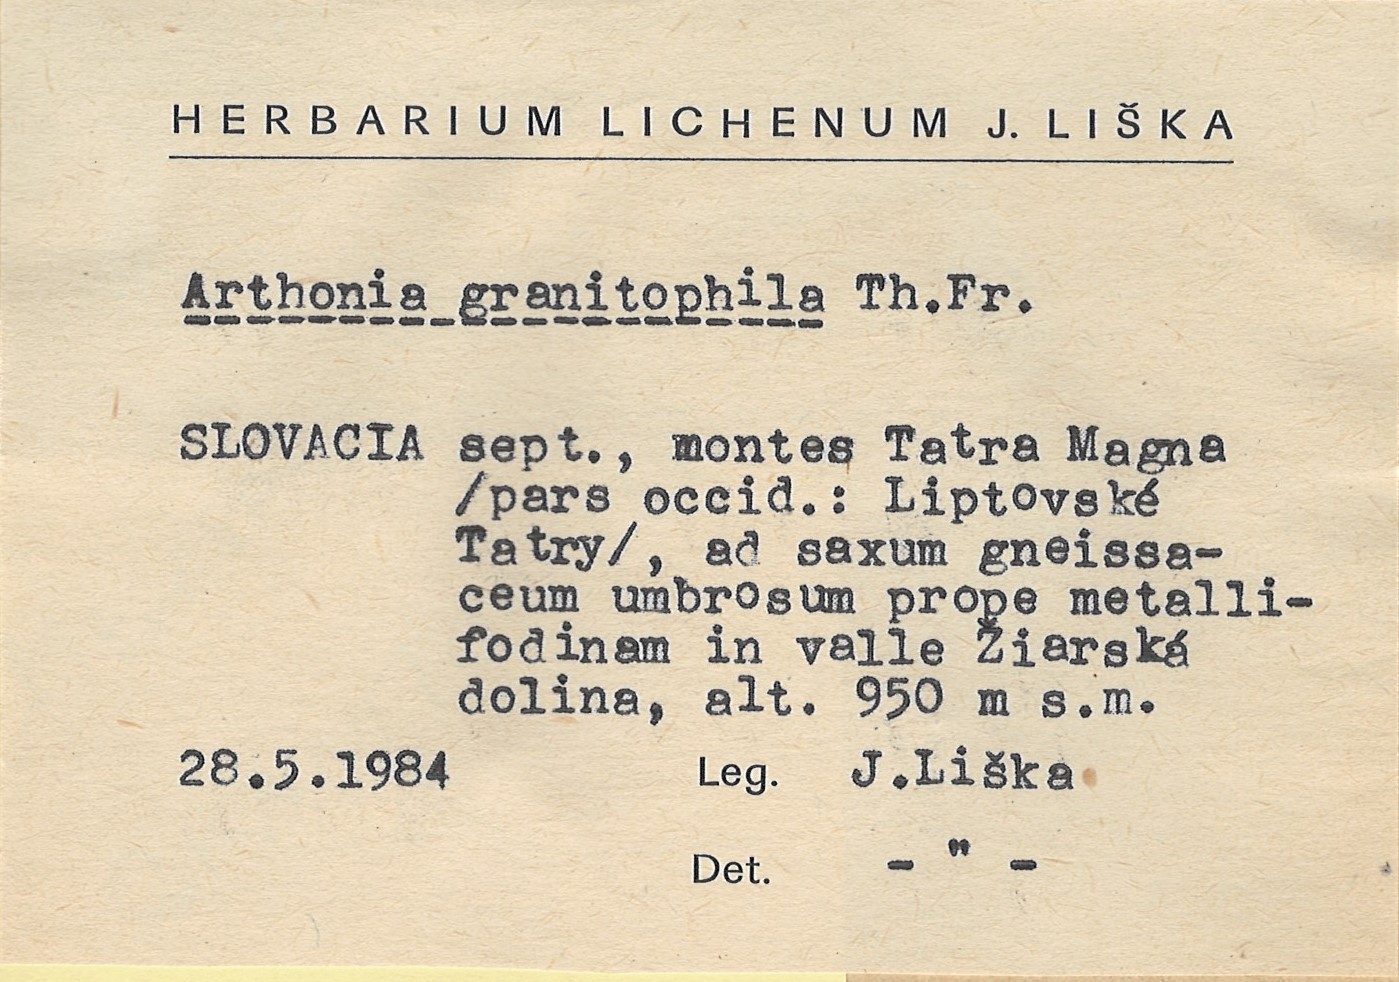 HERBARIUM LICHENUM J. LIŠKA
Arthonia granitophila Th.Fr.
SLOVACIA sept., montes Tatra Magna
/pars occid.: Liptovské
Tatry/, ad saxum gneissa-
ceum umbrosum prope metalli-
fodinam in valle Žiarská
dolina, alt. 950 m s.m.
28.5.1984 Leg. J.Liška
Det. - " -